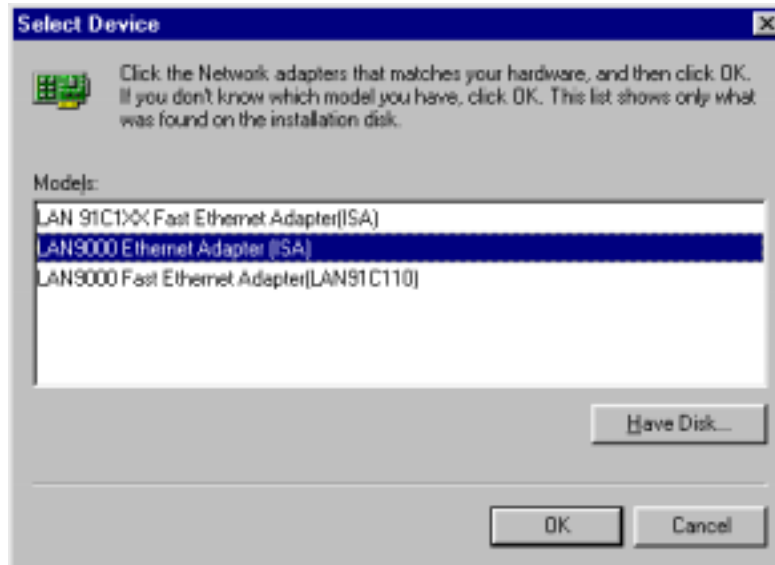 Select Device
Click the Network adapters that matches your hardware, and then click OK.
If you don't know which model you have, click OK. This list shows only what
was found on the installation disk.
Models:
LAN 91C1XX Fast Ethernet Adapter(ISA)
LAN9000 Ethernet Adapter (ISA)
LAN9000 Fast Ethernet Adapter(LAN91C110)
Have Disk...
OK
Cancel